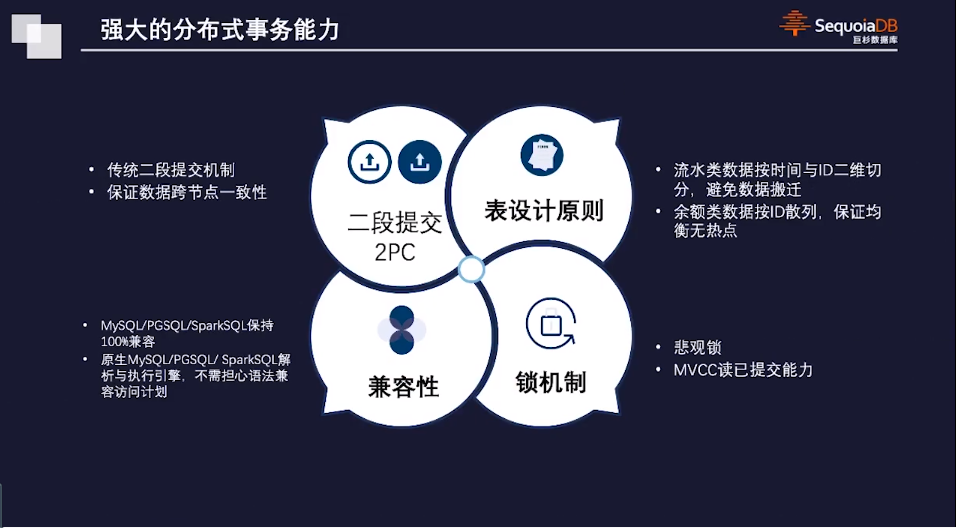 强大的分布式事务能力
SequoiaDB
巨杉数据库
• 传统二段提交机制
• 保证数据跨节点一致性
二段提交
2PC
表设计原则
• 流水类数据按时间与ID二维切
分，避免数据搬迁
• 余额类数据按ID散列，保证均
衡无热点
• MySQL/PGSQL/SparkSQL保持
100%兼容
• 原生MySQL/PGSQL/ SparkSQL解
析与执行引擎，不需担心语法兼
容访问计划
兼容性
锁机制
• 悲观锁
• MVCC读已提交能力